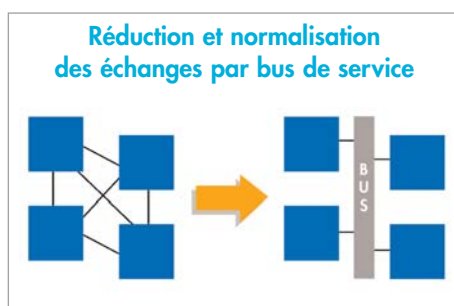 Réduction et normalisation
des échanges par bus de service
BUS